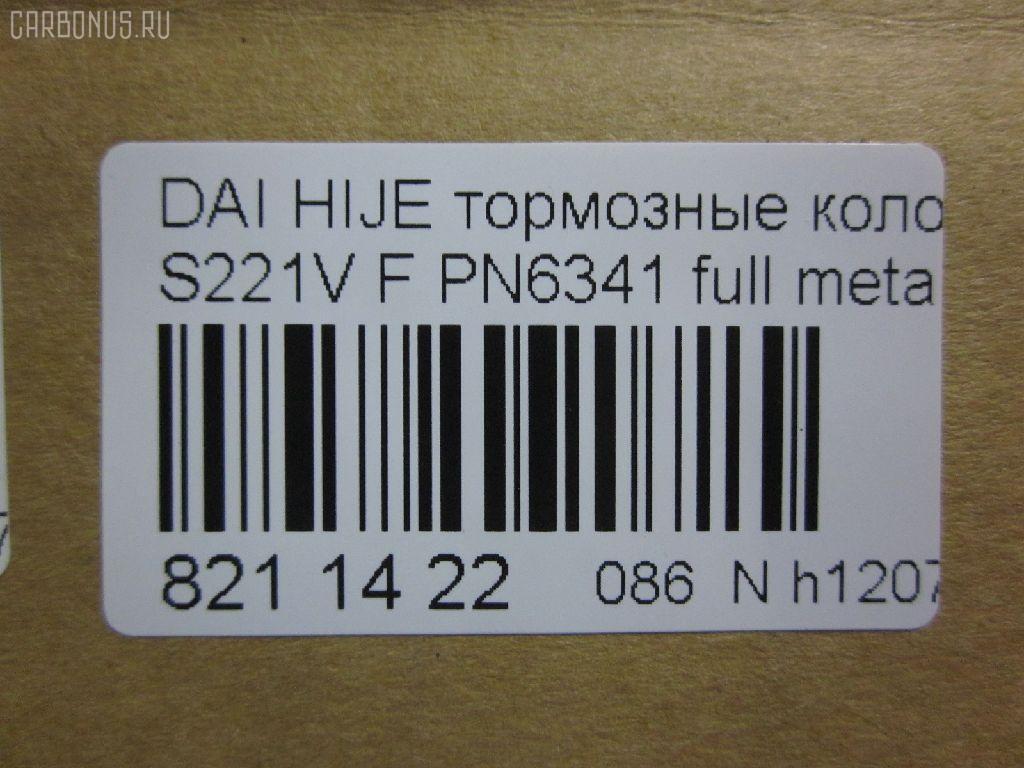 CARBONUS.RU
DAI HIJE тормозные коло
S221V F PN6341 full meta
821 14 22 086 N h1207